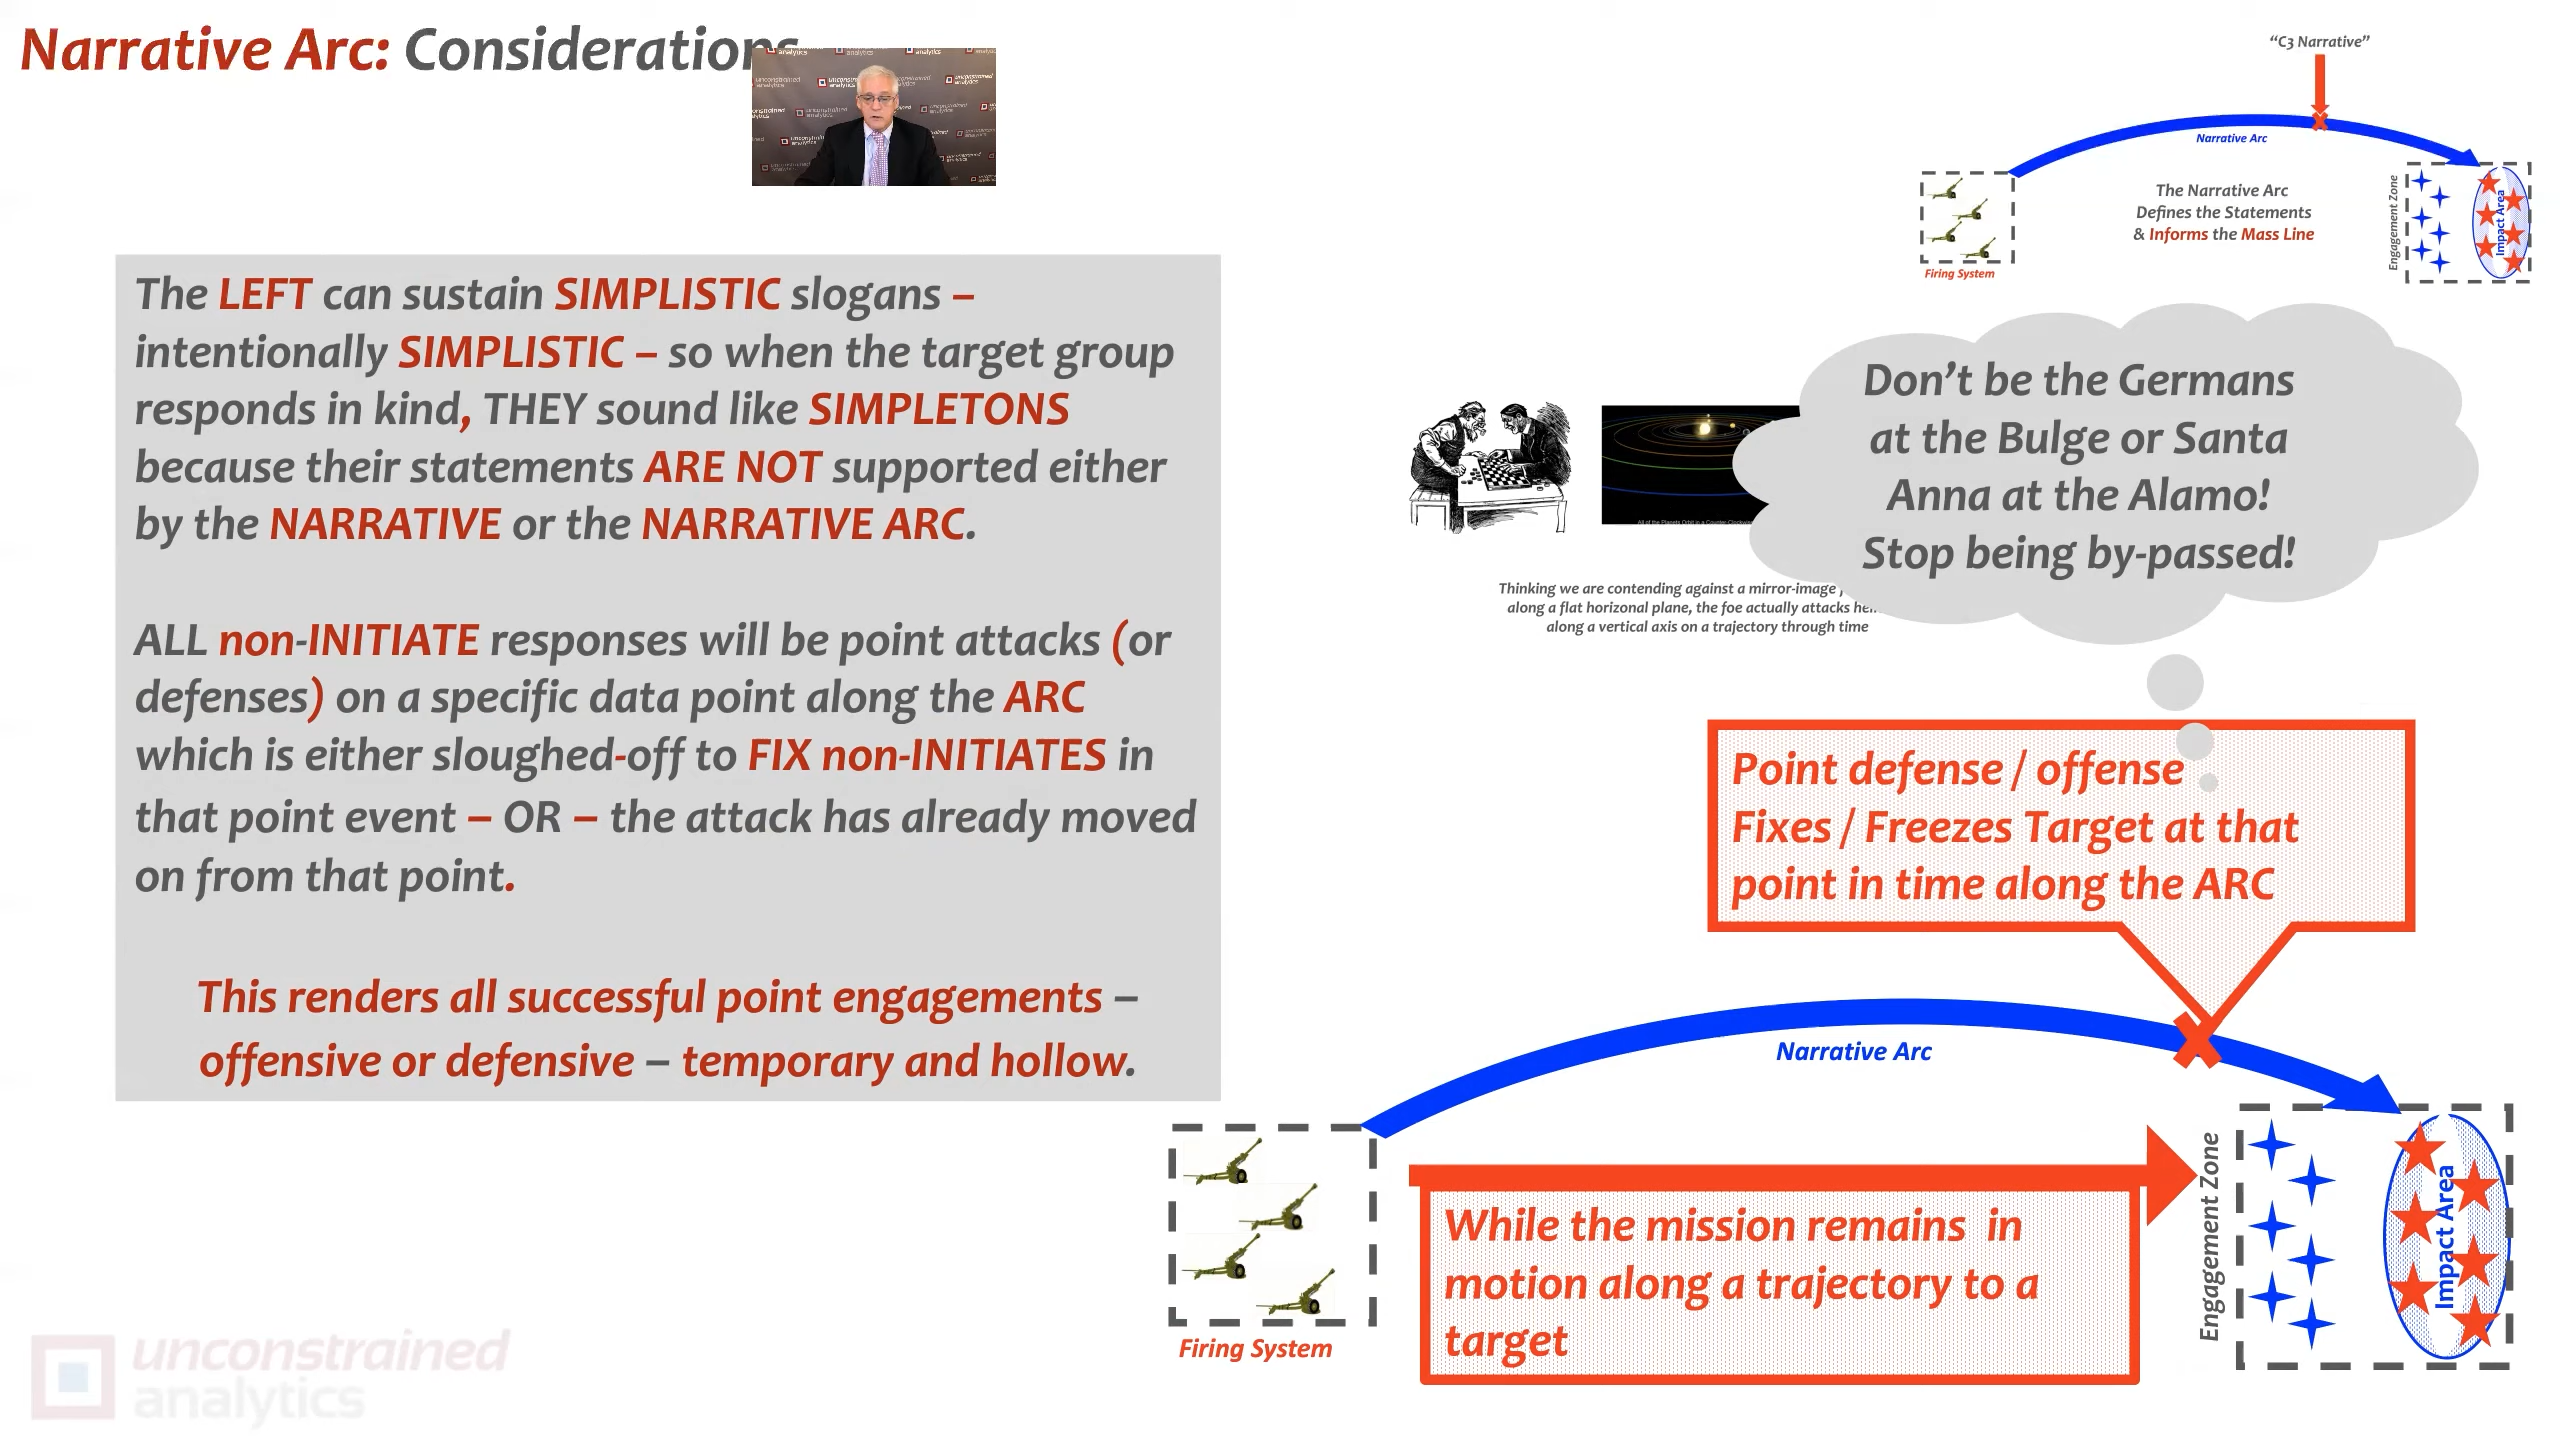 Narrative Arc: Consideration
"C3 Narrative"
Narrative Arc
The Narrative Arc
Defines the Statements
& Informs the Mass Line
Firing System
Engagement Zone
Impact Area
The LEFT can sustain SIMPLISTIC slogans –
intentionally SIMPLISTIC – so when the target group
responds in kind, THEY sound like SIMPLETONS
because their statements ARE NOT supported either
by the NARRATIVE or the NARRATIVE ARC.
ALL non-INITIATE responses will be point attacks (or
defenses) on a specific data point along the ARC
which is either sloughed-off to FIX non-INITIATES in
that point event – OR – the attack has already moved
on from that point.
This renders all successful point engagements –
offensive or defensive – temporary and hollow.
Don't be the Germans
at the Bulge or Santa
Anna at the Alamo!
Stop being by-passed!
All of the Planets Orbit in a Counter-Clockwise
Thinking we are contending against a mirror-image
along a flat horizonal plane, the foe actually attacks
along a vertical axis on a trajectory through time
Point defense / offense
Fixes / Freezes Target at that
point in time along the ARC
Narrative Arc
While the mission remains in
motion along a trajectory to a
target
Firing System
Engagement Zone
Impact Area
unconstrained
analytics